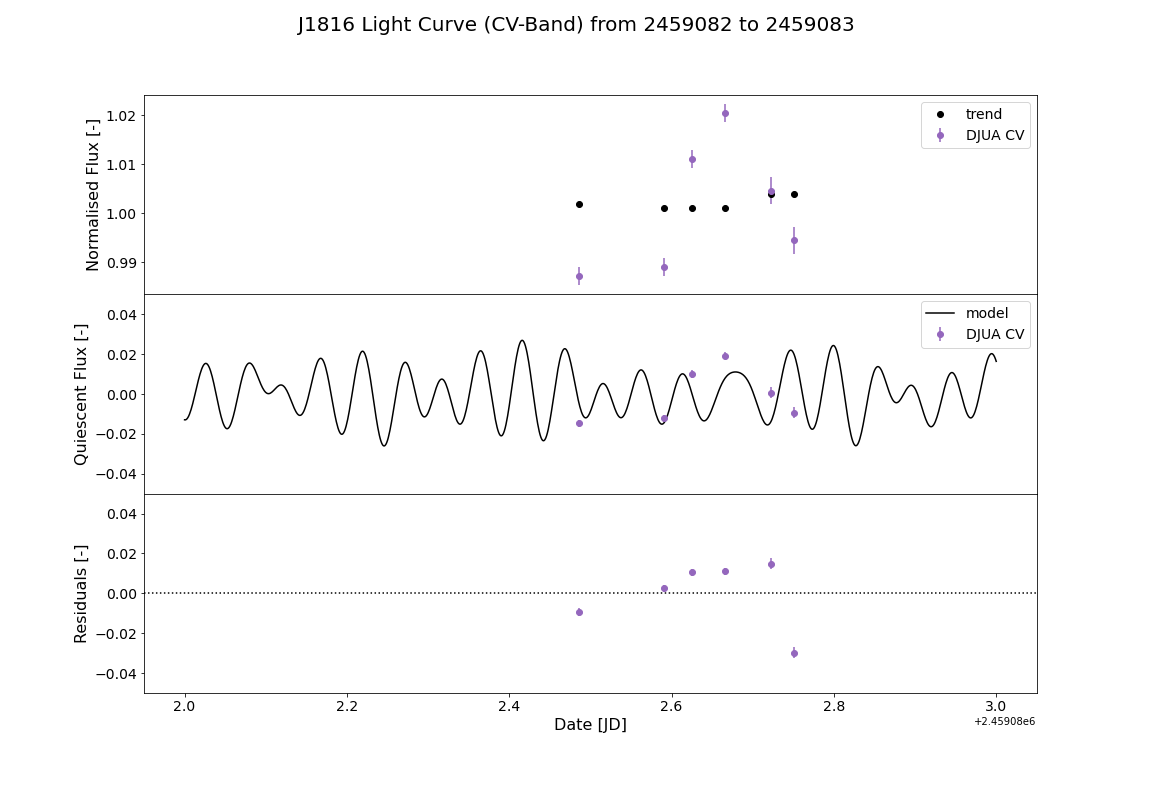 J1816 Light Curve (CV-Band) from 2459082 to 2459083
Normalised Flux [-]
1.02
1.01
1.00
0.99
trend
DJUA CV
Quiescent Flux [-]
0.04
0.02
0.00
−0.02
−0.04
model
DJUA CV
Residuals [-]
0.04
0.02
0.00
−0.02
−0.04
2.0 2.2 2.4 2.6 2.8 3.0
Date [JD]
+2.45908e6